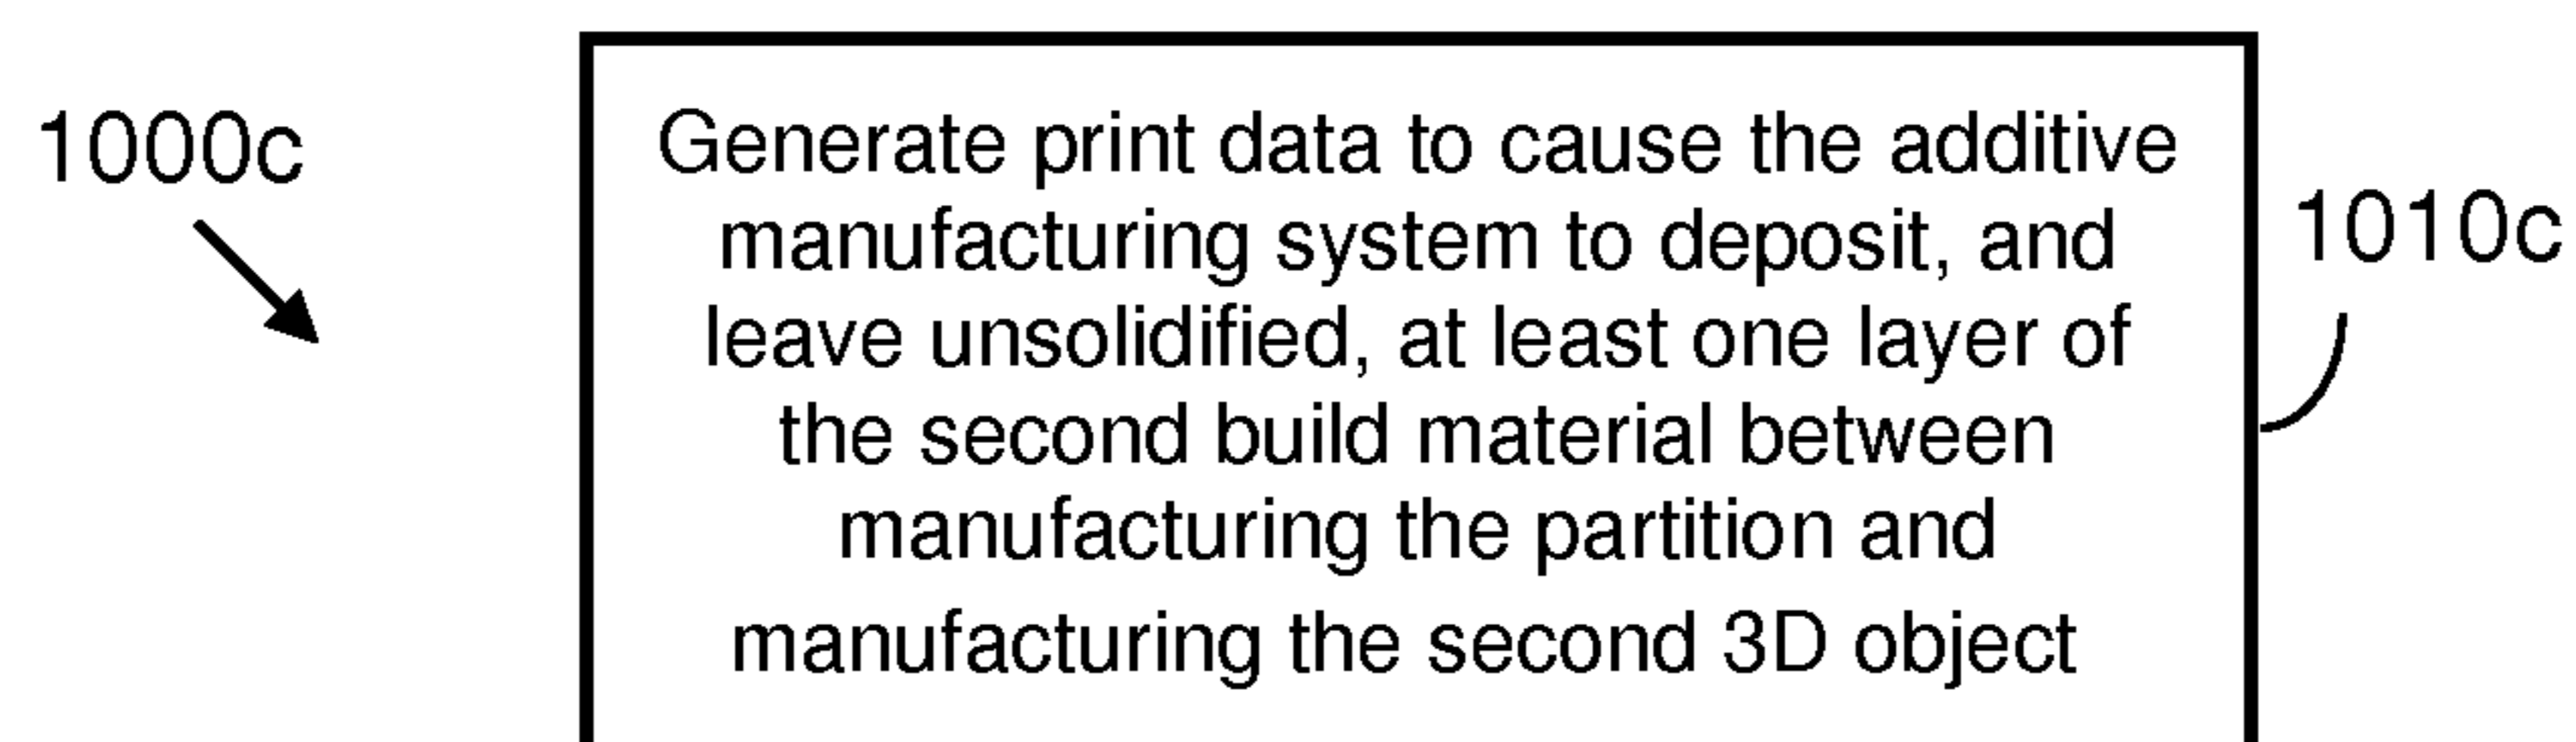 1000c
Generate print data to cause the additive
manufacturing system to deposit, and
leave unsolidified, at least one layer of
the second build material between
manufacturing the partition and
manufacturing the second 3D object
1010c